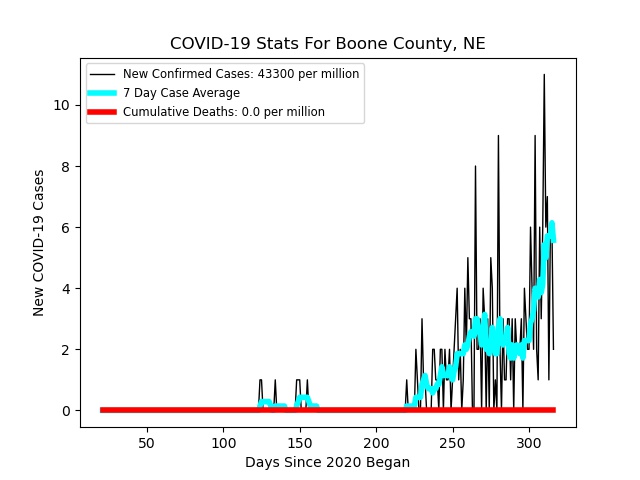 COVID-19 Stats For Boone County, NE
New Confirmed Cases: 43300 per million
7 Day Case Average
Cumulative Deaths: 0.0 per million
New COVID-19 Cases
10
8
6
4
2
0
50 100 150 200 250 300
Days Since 2020 Began